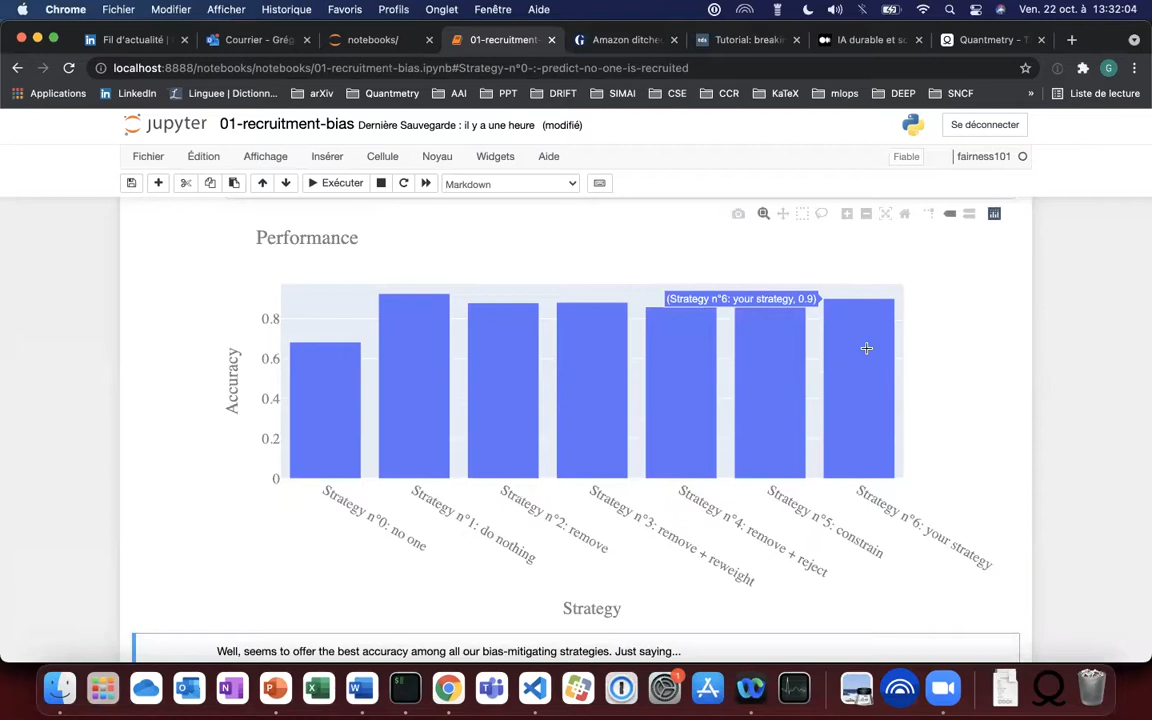 Chrome Fichier Modifier Afficher Historique Favoris Profils Onglet Fenêtre Aide Ven. 22 oct. à 13:32:04
Fil d'actualité | Courrier – Grég notebooks/ 01-recruitment- Amazon ditche Tutorial: breaki IA durable et sc Quantmetry – T
localhost:8888/notebooks/notebooks/01-recruitment-bias.ipynb#Strategy-n°0-:-predict-no-one-is-recruited
Applications LinkedIn Linguee | Dictionn... arXiv Quantmetry AAI PPT DRIFT SIMAI CSE CCR KaTeX mlops DEEP SNCF » Liste de lecture
jupyter 01-recruitment-bias Dernière Sauvegarde : il y a une heure (modifié) Se déconnecter
Fichier Édition Affichage Insérer Cellule Noyau Widgets Aide Fiable fairness101
Exécuter Markdown
Performance
(Strategy n°6: your strategy, 0.9)
0.8
0.6
0.4
0.2
0
Accuracy
Strategy n°0: no one
Strategy n°1: do nothing
Strategy n°2: remove
Strategy n°3: remove + reweight
Strategy n°4: remove + reject
Strategy n°5: constrain
Strategy n°6: your strategy
Strategy
Well, seems to offer the best accuracy among all our bias-mitigating strategies. Just saying...
1